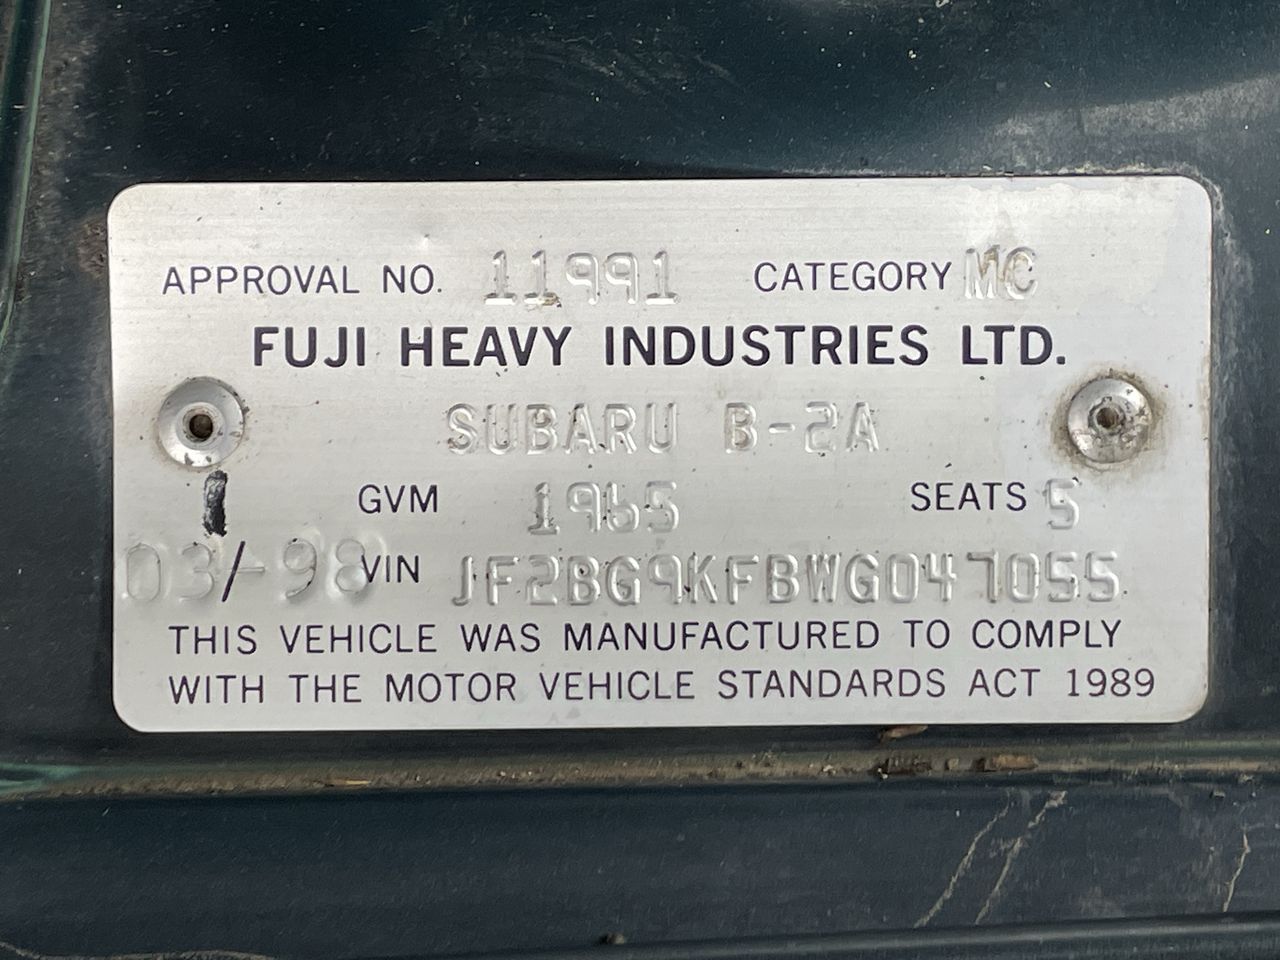 APPROVAL NO. 11991 CATEGORY MC
FUJI HEAVY INDUSTRIES LTD.
SUBARU B-2A
GVM 1965 SEATS 5
03/-98 VIN JF2BG9KFBWG047055
THIS VEHICLE WAS MANUFACTURED TO COMPLY
WITH THE MOTOR VEHICLE STANDARDS ACT 1989